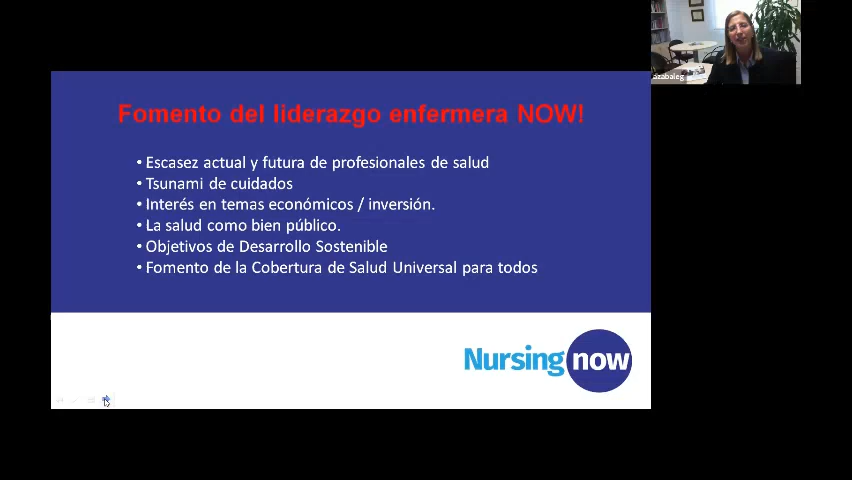 azabaleg
Fomento del liderazgo enfermera NOW!
• Escasez actual y futura de profesionales de salud
• Tsunami de cuidados
• Interés en temas económicos / inversión.
• La salud como bien público.
• Objetivos de Desarrollo Sostenible
• Fomento de la Cobertura de Salud Universal para todos
Nursing now